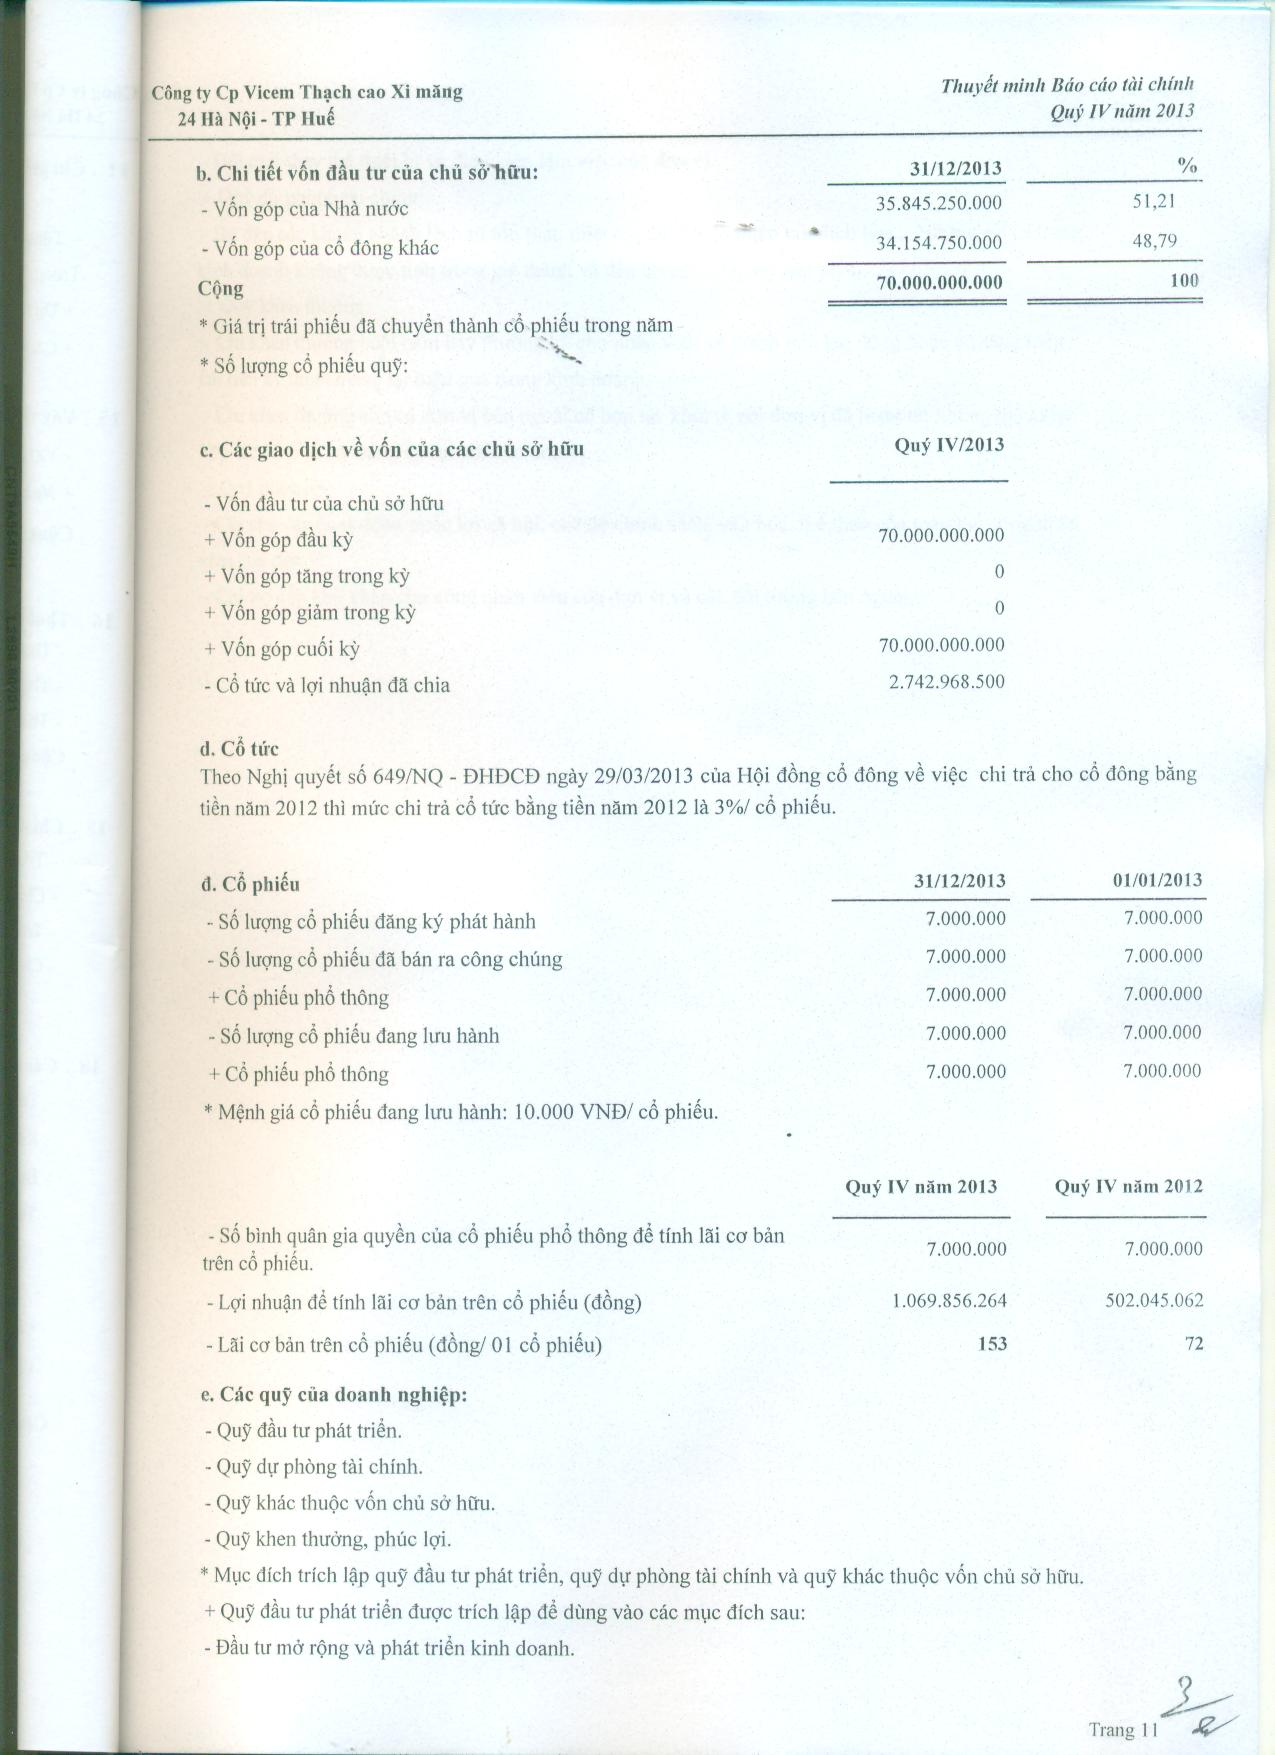 Công ty Cp Vicem Thạch cao Xi măng
24 Hà Nội - TP Huế
Thuyết minh Báo cáo tài chính
Quý IV năm 2013
b. Chi tiết vốn đầu tư của chủ sở hữu: 31/12/2013 %
- Vốn góp của Nhà nước 35.845.250.000 51,21
- Vốn góp của cổ đông khác 34.154.750.000 48,79
Cộng 70.000.000.000 100
* Giá trị trái phiếu đã chuyển thành cổ phiếu trong năm
* Số lượng cổ phiếu quỹ:
c. Các giao dịch về vốn của các chủ sở hữu Quý IV/2013
- Vốn đầu tư của chủ sở hữu
+ Vốn góp đầu kỳ 70.000.000.000
+ Vốn góp tăng trong kỳ 0
+ Vốn góp giảm trong kỳ 0
+ Vốn góp cuối kỳ 70.000.000.000
- Cổ tức và lợi nhuận đã chia 2.742.968.500
d. Cổ tức
Theo Nghị quyết số 649/NQ - ĐHĐCĐ ngày 29/03/2013 của Hội đồng cổ đông về việc chi trả cho cổ đông bằng
tiền năm 2012 thì mức chi trả cổ tức bằng tiền năm 2012 là 3%/ cổ phiếu.
đ. Cổ phiếu 31/12/2013 01/01/2013
- Số lượng cổ phiếu đăng ký phát hành 7.000.000 7.000.000
- Số lượng cổ phiếu đã bán ra công chúng 7.000.000 7.000.000
+ Cổ phiếu phổ thông 7.000.000 7.000.000
- Số lượng cổ phiếu đang lưu hành 7.000.000 7.000.000
+ Cổ phiếu phổ thông 7.000.000 7.000.000
* Mệnh giá cổ phiếu đang lưu hành: 10.000 VNĐ/ cổ phiếu.
Quý IV năm 2013 Quý IV năm 2012
- Số bình quân gia quyền của cổ phiếu phổ thông để tính lãi cơ bản
trên cổ phiếu. 7.000.000 7.000.000
- Lợi nhuận để tính lãi cơ bản trên cổ phiếu (đồng) 1.069.856.264 502.045.062
- Lãi cơ bản trên cổ phiếu (đồng/ 01 cổ phiếu) 153 72
e. Các quỹ của doanh nghiệp:
- Quỹ đầu tư phát triển.
- Quỹ dự phòng tài chính.
- Quỹ khác thuộc vốn chủ sở hữu.
- Quỹ khen thưởng, phúc lợi.
* Mục đích trích lập quỹ đầu tư phát triển, quỹ dự phòng tài chính và quỹ khác thuộc vốn chủ sở hữu.
+ Quỹ đầu tư phát triển được trích lập để dùng vào các mục đích sau:
- Đầu tư mở rộng và phát triển kinh doanh.
Trang 11